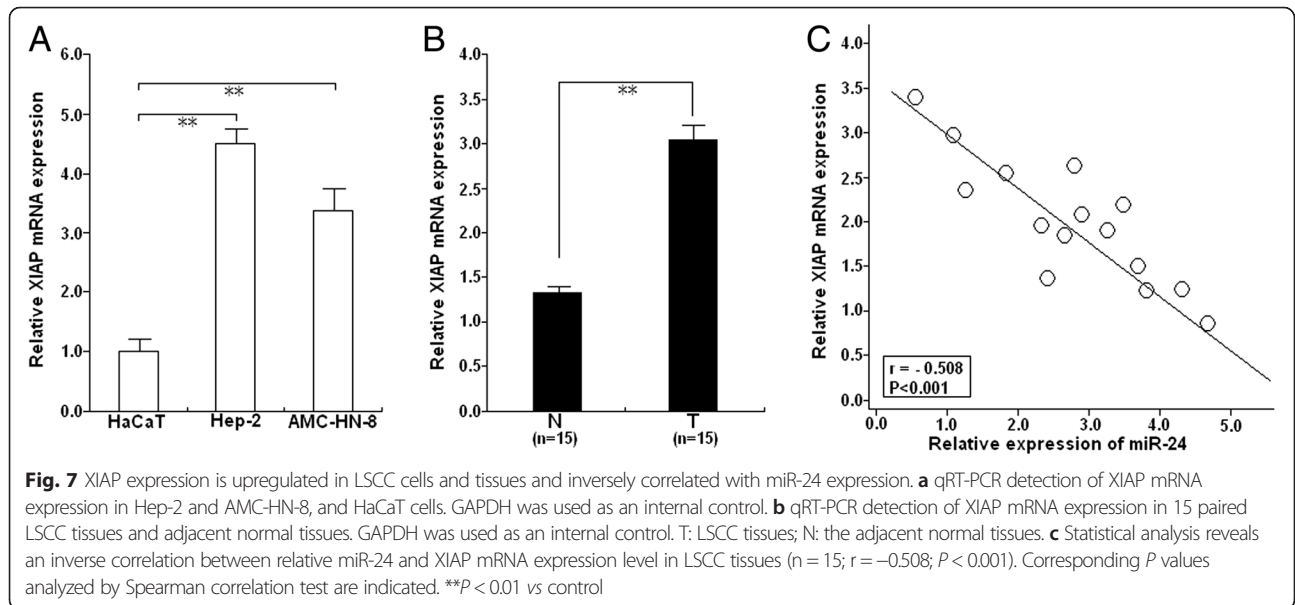 A
B
C
Relative XIAP mRNA expression
6.0
5.0
4.0
3.0
2.0
1.0
0.0
**
**
HaCaT Hep-2 AMC-HN-8
Relative XIAP mRNA expression
4.0
3.5
3.0
2.5
2.0
1.5
1.0
0.5
0.0
**
N T
(n=15) (n=15)
Relative XIAP mRNA expression
4.0
3.5
3.0
2.5
2.0
1.5
1.0
0.5
0.0
r = - 0.508
P<0.001
0.0 1.0 2.0 3.0 4.0 5.0
Relative expression of miR-24
Fig. 7 XIAP expression is upregulated in LSCC cells and tissues and inversely correlated with miR-24 expression. a qRT-PCR detection of XIAP mRNA
expression in Hep-2 and AMC-HN-8, and HaCaT cells. GAPDH was used as an internal control. b qRT-PCR detection of XIAP mRNA expression in 15 paired
LSCC tissues and adjacent normal tissues. GAPDH was used as an internal control. T: LSCC tissues; N: the adjacent normal tissues. c Statistical analysis reveals
an inverse correlation between relative miR-24 and XIAP mRNA expression level in LSCC tissues (n = 15; r = −0.508; P < 0.001). Corresponding P values
analyzed by Spearman correlation test are indicated. **P < 0.01 vs control